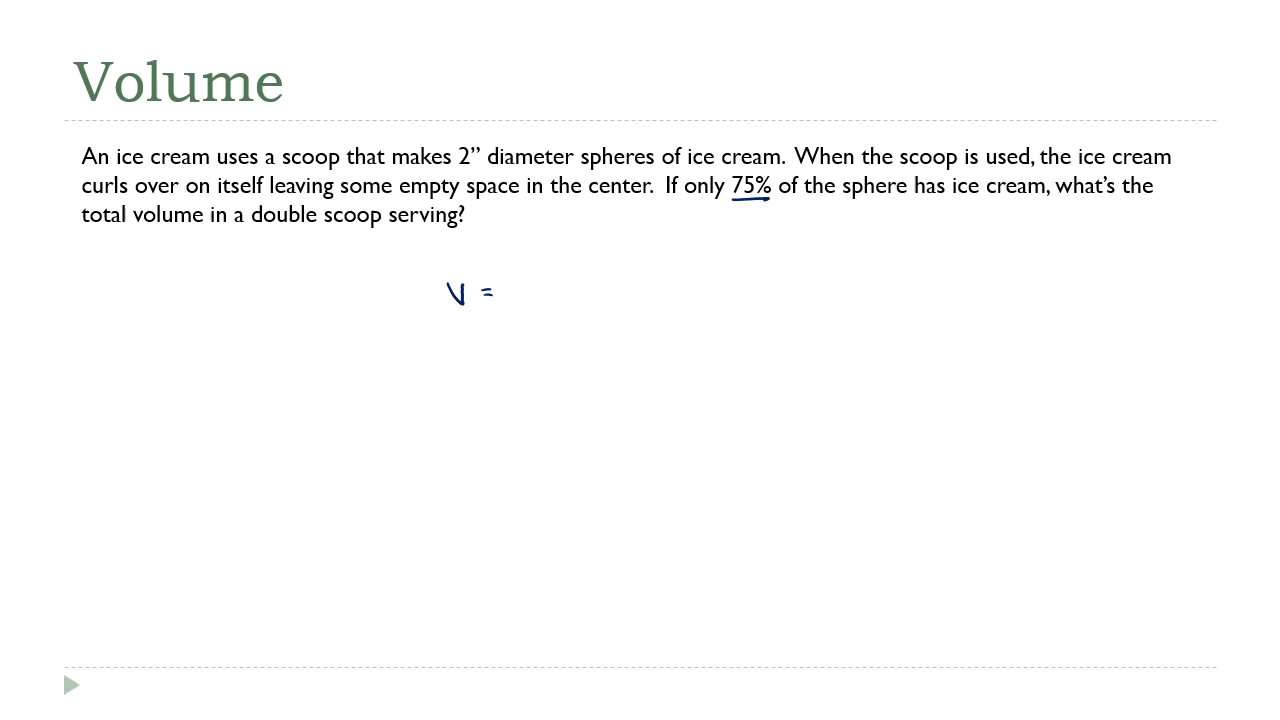 Volume
An ice cream uses a scoop that makes 2” diameter spheres of ice cream. When the scoop is used, the ice cream
curls over on itself leaving some empty space in the center. If only 75% of the sphere has ice cream, what’s the
total volume in a double scoop serving?
V =